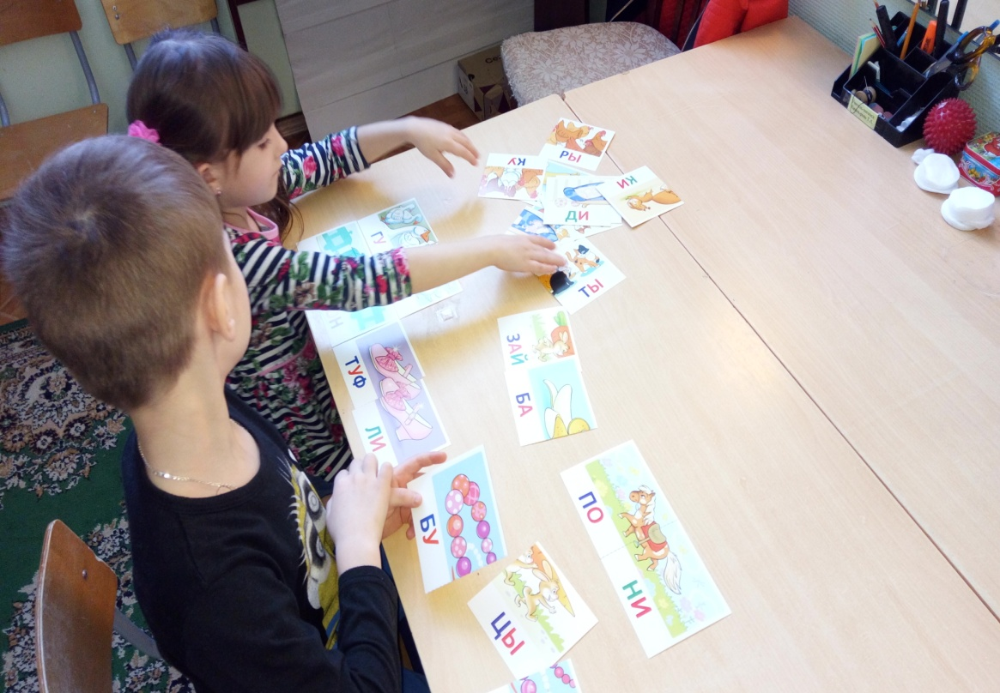 РЫ
КУ
КИ
ДИ
ГУ
ТЫ
Н
ЗАЙ
БА
ТУФ
ЛИ
БУ
ПО
НИ
ЦЫ